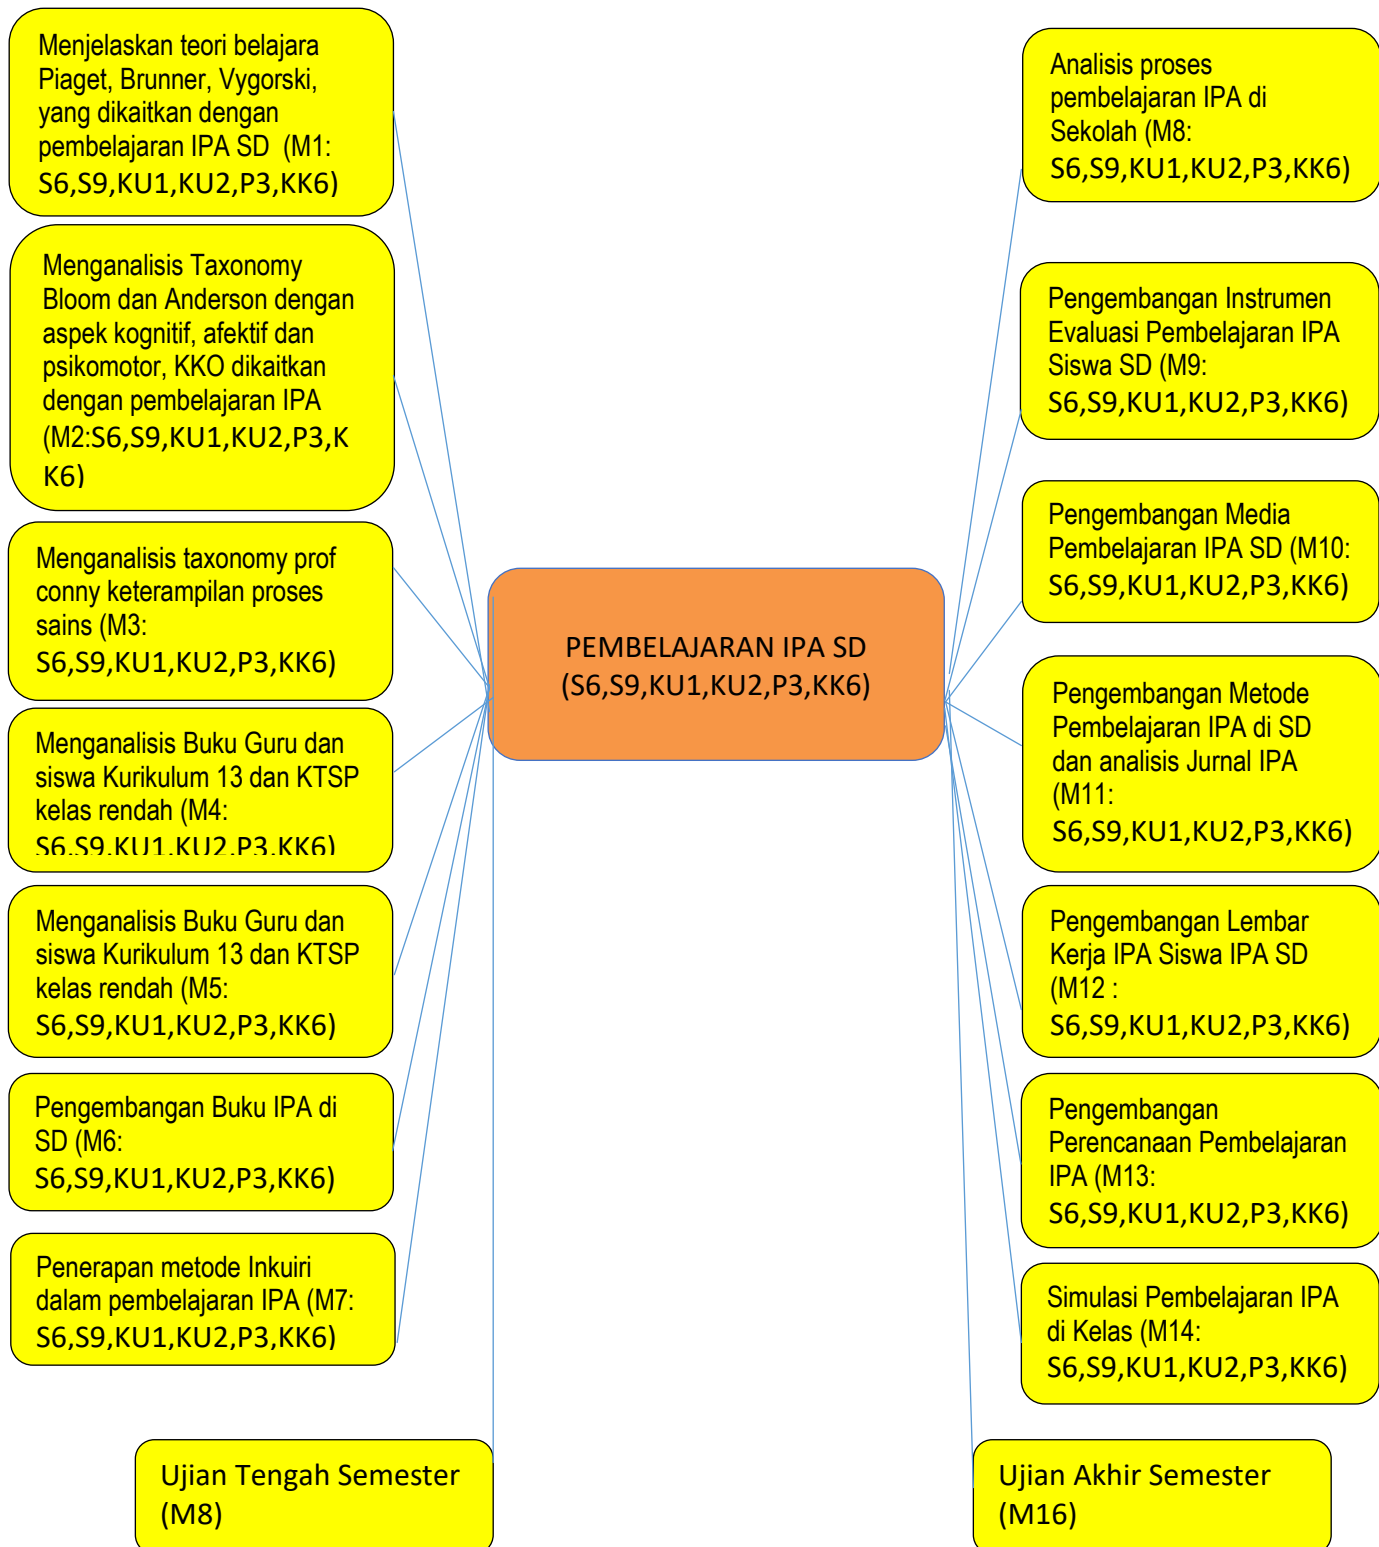 Menjelaskan teori belajara
Piaget, Brunner, Vygorski,
yang dikaitkan dengan
pembelajaran IPA SD (M1:
S6,S9,KU1,KU2,P3,KK6)
Menganalisis Taxonomy
Bloom dan Anderson dengan
aspek kognitif, afektif dan
psikomotor, KKO dikaitkan
dengan pembelajaran IPA
(M2:S6,S9,KU1,KU2,P3,K
K6)
Menganalisis taxonomy prof
conny keterampilan proses
sains (M3:
S6,S9,KU1,KU2,P3,KK6)
Menganalisis Buku Guru dan
siswa Kurikulum 13 dan KTSP
kelas rendah (M4:
S6,S9,KU1,KU2,P3,KK6)
Menganalisis Buku Guru dan
siswa Kurikulum 13 dan KTSP
kelas rendah (M5:
S6,S9,KU1,KU2,P3,KK6)
Pengembangan Buku IPA di
SD (M6:
S6,S9,KU1,KU2,P3,KK6)
Penerapan metode Inkuiri
dalam pembelajaran IPA (M7:
S6,S9,KU1,KU2,P3,KK6)
Ujian Tengah Semester
(M8)
PEMBELAJARAN IPA SD
(S6,S9,KU1,KU2,P3,KK6)
Analisis proses
pembelajaran IPA di
Sekolah (M8:
S6,S9,KU1,KU2,P3,KK6)
Pengembangan Instrumen
Evaluasi Pembelajaran IPA
Siswa SD (M9:
S6,S9,KU1,KU2,P3,KK6)
Pengembangan Media
Pembelajaran IPA SD (M10:
S6,S9,KU1,KU2,P3,KK6)
Pengembangan Metode
Pembelajaran IPA di SD
dan analisis Jurnal IPA
(M11:
S6,S9,KU1,KU2,P3,KK6)
Pengembangan Lembar
Kerja IPA Siswa IPA SD
(M12 :
S6,S9,KU1,KU2,P3,KK6)
Pengembangan
Perencanaan Pembelajaran
IPA (M13:
S6,S9,KU1,KU2,P3,KK6)
Simulasi Pembelajaran IPA
di Kelas (M14:
S6,S9,KU1,KU2,P3,KK6)
Ujian Akhir Semester
(M16)